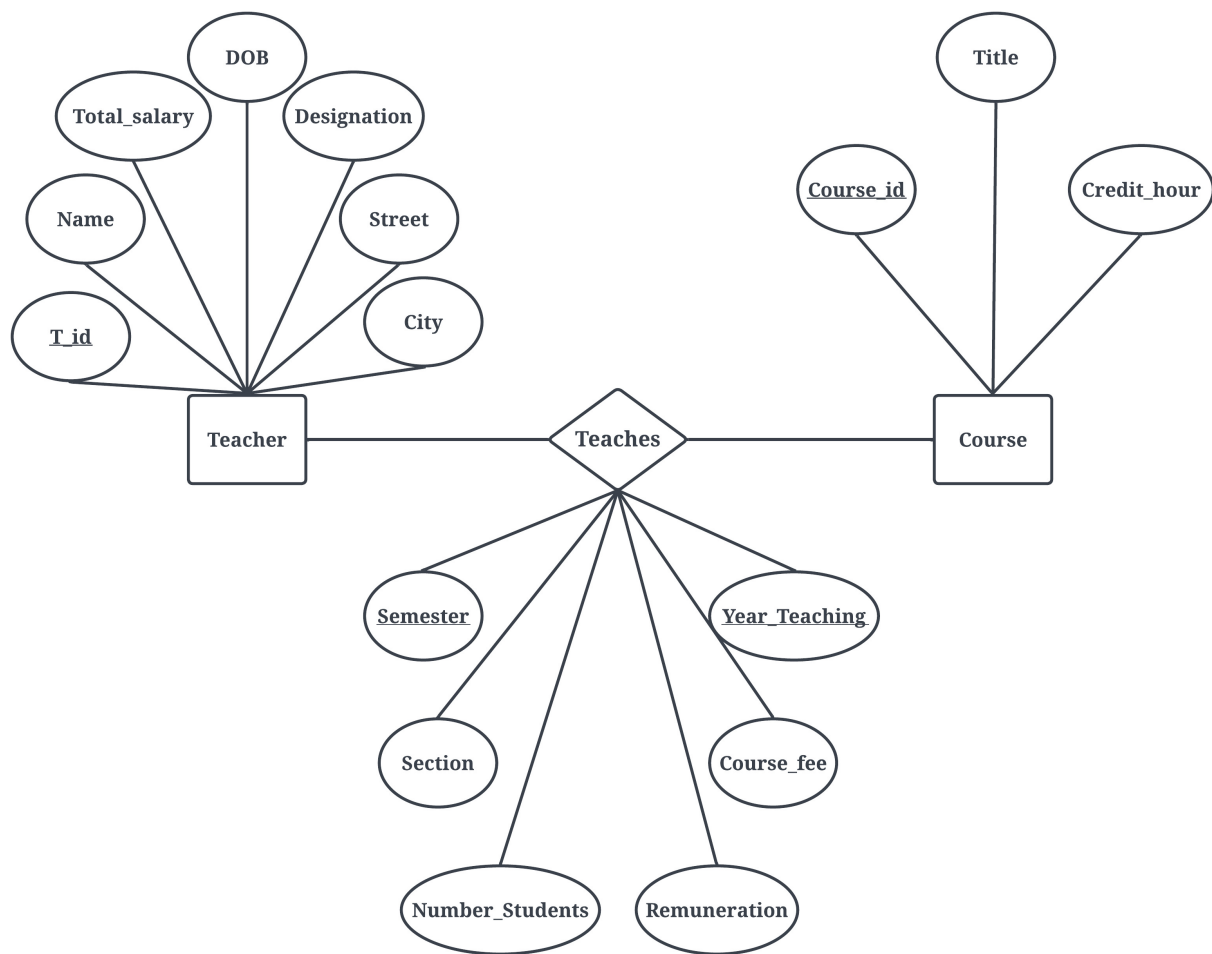 DOB
Title
Total_salary
Designation
Course_id
Credit_hour
Name
Street
T_id
City
Teacher
Teaches
Course
Semester
Year_Teaching
Section
Course_fee
Number_Students
Remuneration